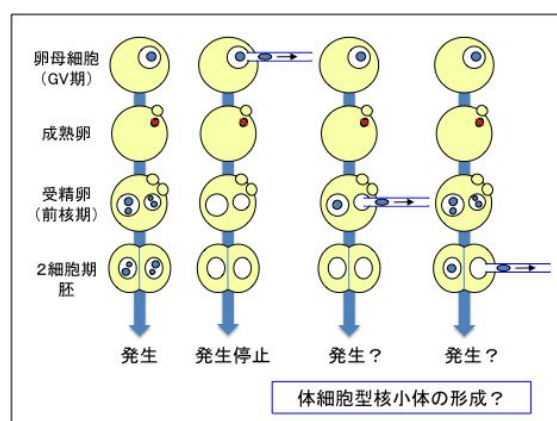 卵母細胞
（GV期）
成熟卵
受精卵
（前核期）
２細胞期
胚
発生
発生停止
発生？
発生？
体細胞型核小体の形成？